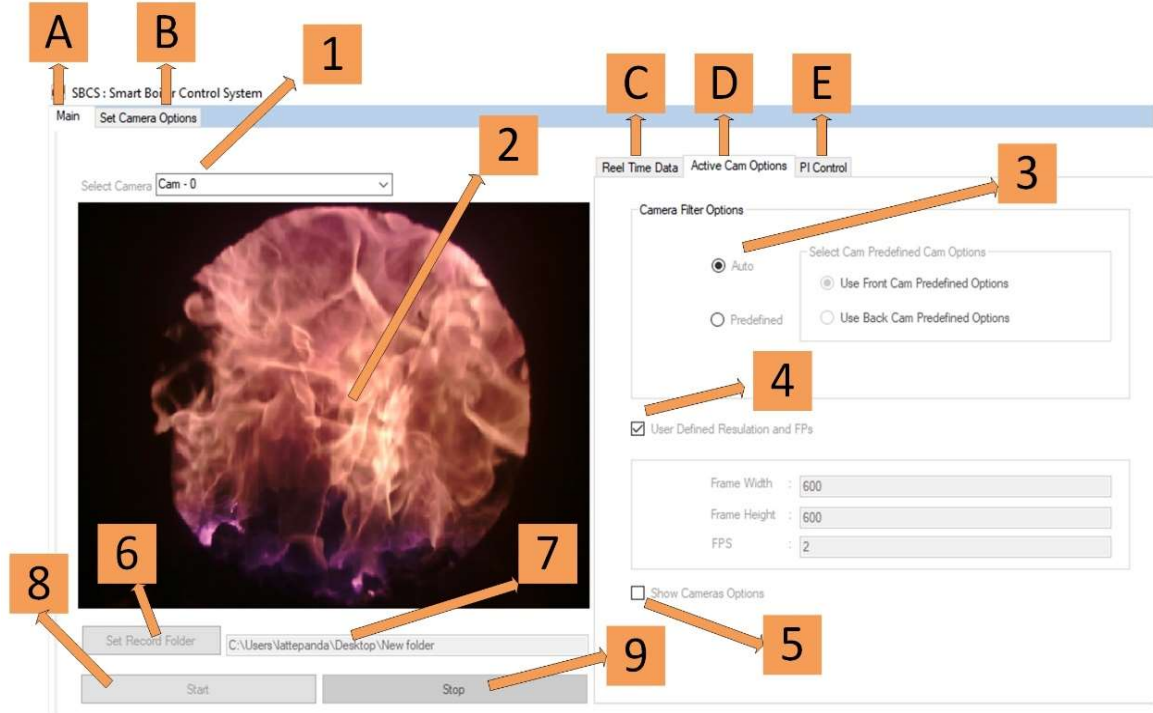 A
B
1
C
D
E
SBCS : Smart Boiler Control System
Main
Set Camera Options
2
Reel Time Data
Active Cam Options
PI Control
3
Select Camera
Cam - 0
Camera Filter Options
Select Cam Predefined Cam Options
Auto
Use Front Cam Predefined Options
Predefined
Use Back Cam Predefined Options
4
User Defined Resulation and FPs
Frame Width : 600
Frame Height : 600
FPS : 2
6
7
8
Show Cameras Options
Set Record Folder
C:\Users\lattepanda\Desktop\New folder
9
5
Start
Stop